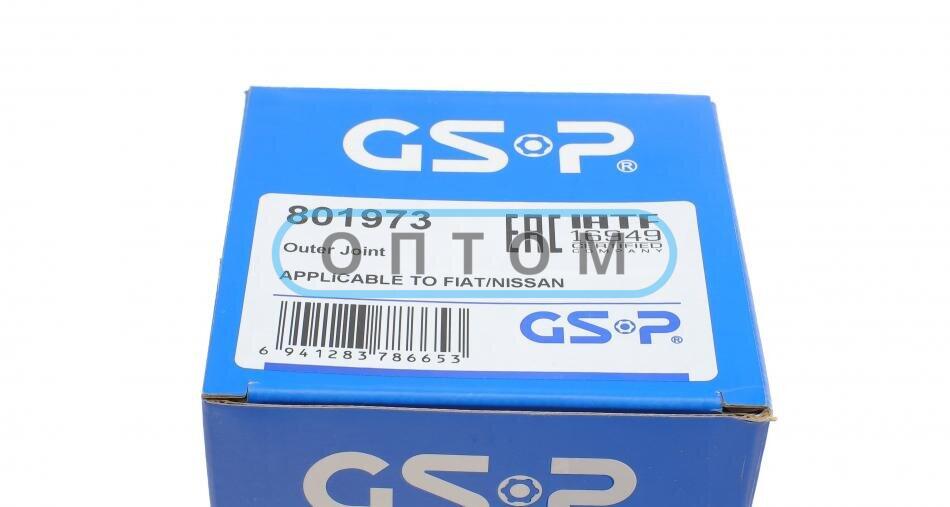 GSP®
801973
Outer Joint
APPLICABLE TO FIAT/NISSAN
EAC
IATF
16949
CERTIFIED
COMPANY
ОПТОМ
6 941283 786653
GSP®
GSP